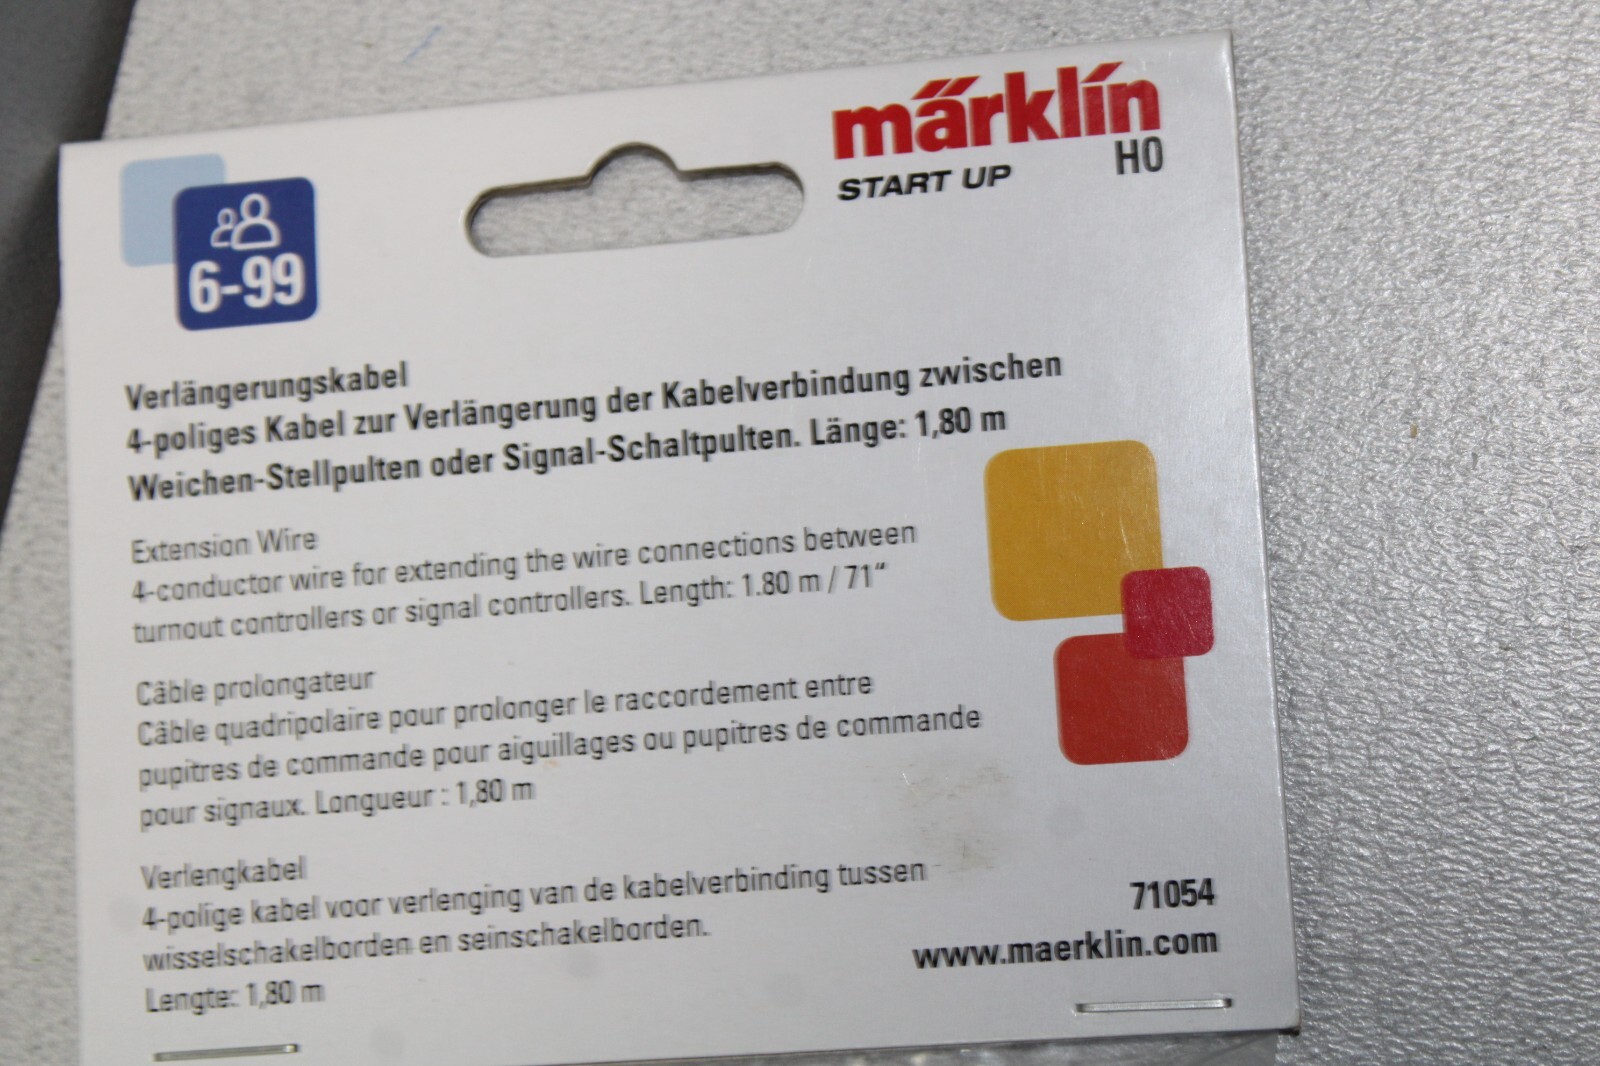 märklin
START UP
H0
6-99
Verlängerungskabel
4-poliges Kabel zur Verlängerung der Kabelverbindung zwischen
Weichen-Stellpulten oder Signal-Schaltpulten. Länge: 1,80 m
Extension Wire
4-conductor wire for extending the wire connections between
turnout controllers or signal controllers. Length: 1.80 m / 71“
Câble prolongateur
Câble quadripolaire pour prolonger le raccordement entre
pupitres de commande pour aiguillages ou pupitres de commande
pour signaux. Longueur : 1,80 m
Verlengkabel
4-polige kabel voor verlenging van de kabelverbinding tussen
wisselschakelborden en seinschakelborden.
Lengte: 1,80 m
71054
www.maerklin.com